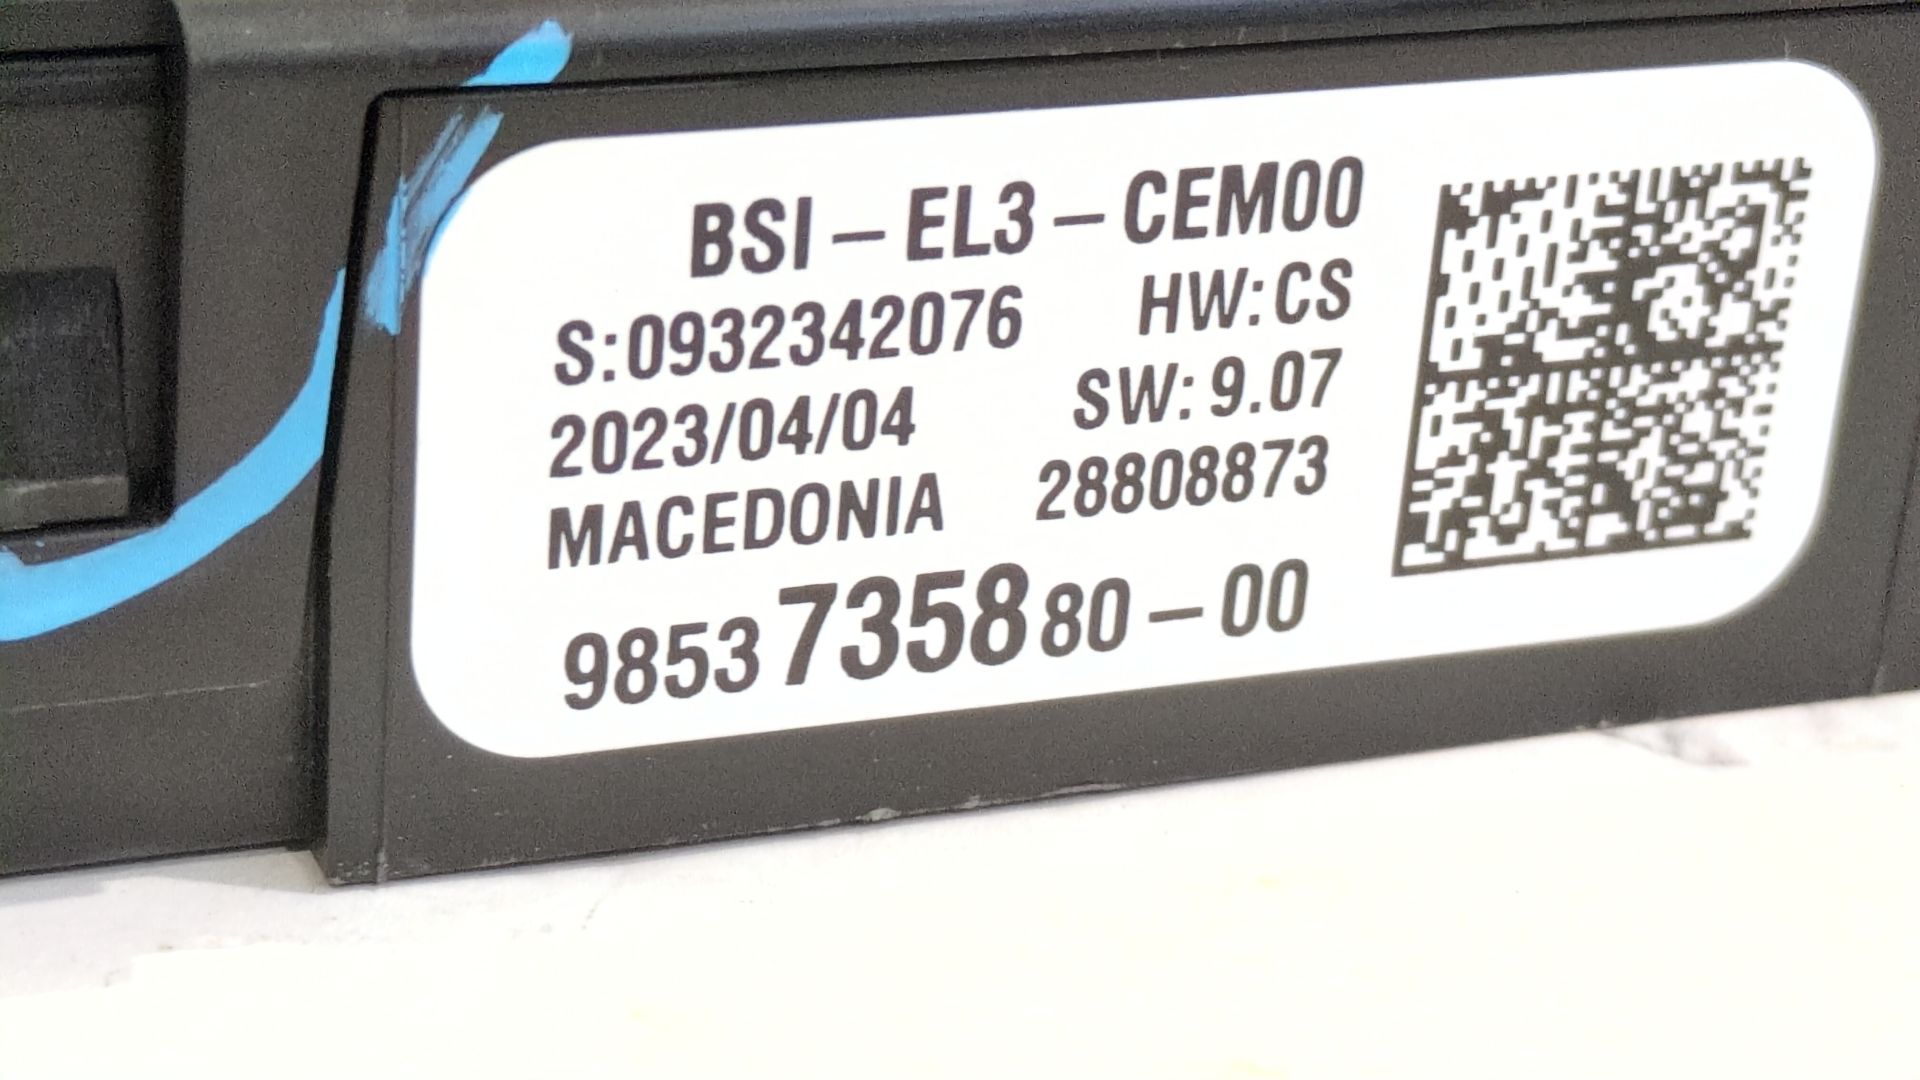 BSI-EL3-CEM00
S:0932342076 HW:CS
2023/04/04 SW:9.07
MACEDONIA 28808873
9853735880-00